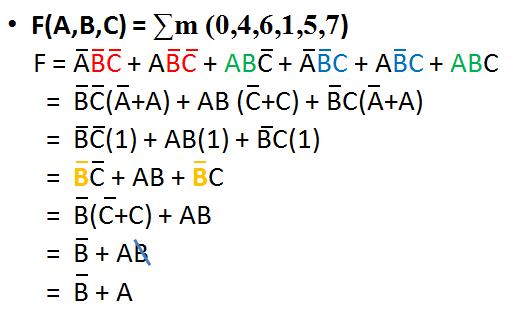 • F(A,B,C) = ∑m (0,4,6,1,5,7)
F = A̅B̅C̅ + AB̅C̅ + ABC̅ + A̅B̅C + AB̅C + ABC
= B̅C̅(A̅+A) + AB (C̅+C) + B̅C(A̅+A)
= B̅C̅(1) + AB(1) + B̅C(1)
= B̅C̅ + AB + B̅C
= B̅(C̅+C) + AB
= B̅ + AB
= B̅ + A